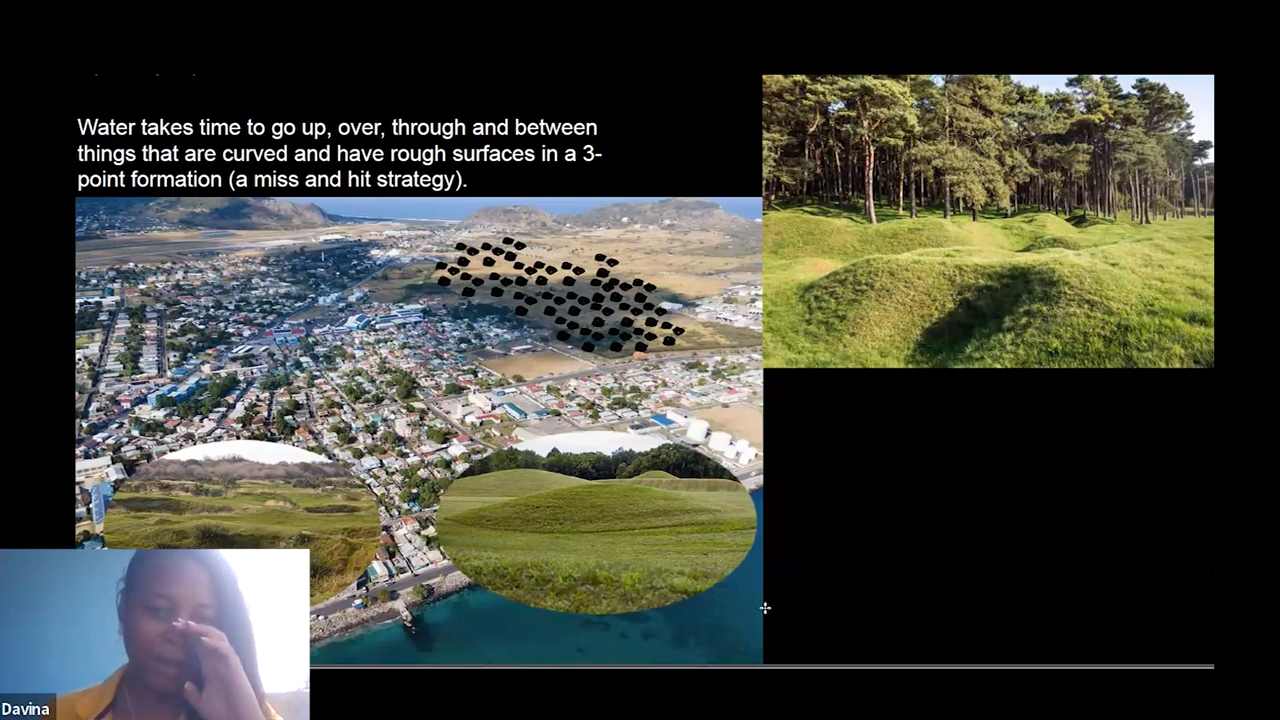 Water takes time to go up, over, through and between
things that are curved and have rough surfaces in a 3-
point formation (a miss and hit strategy).
Davina